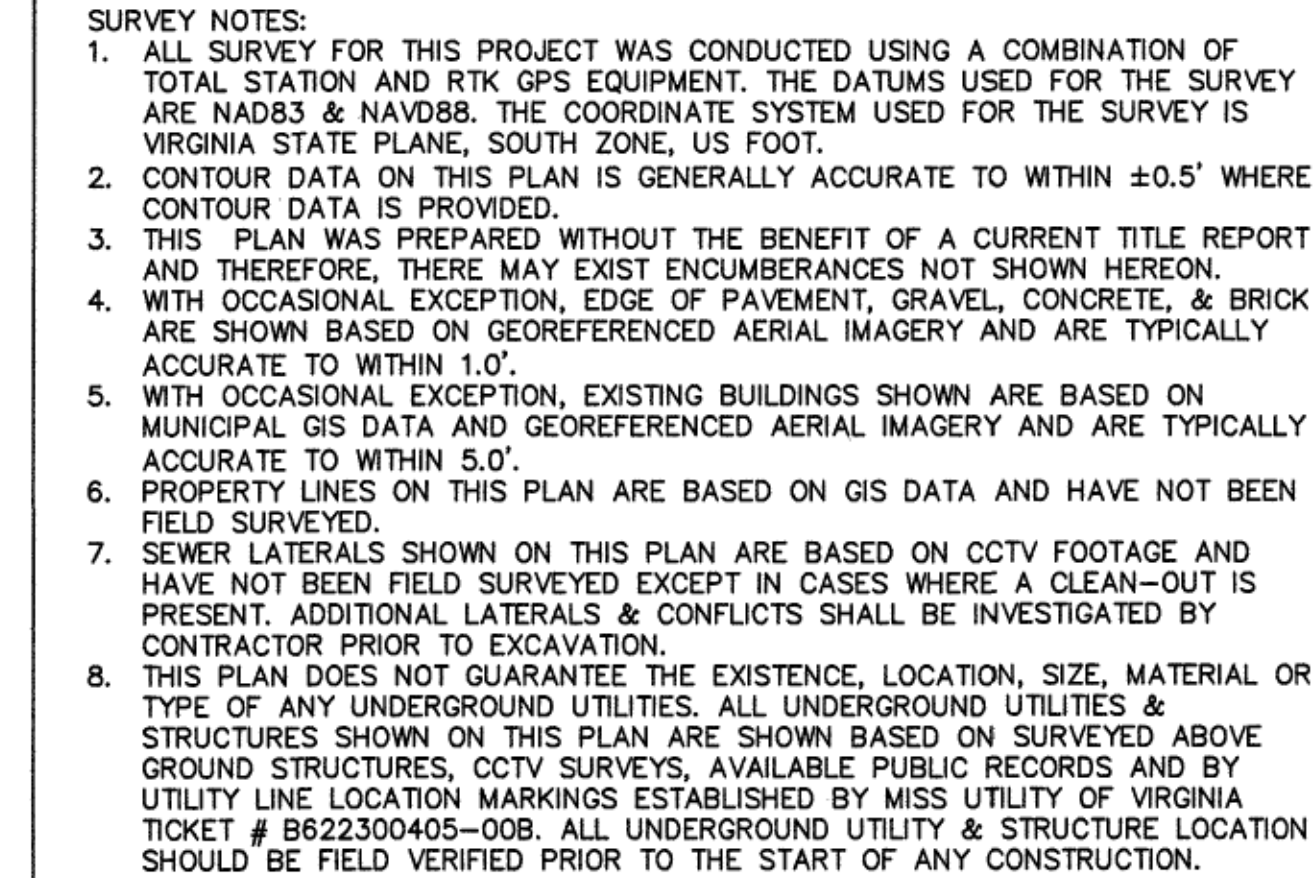 SURVEY NOTES:
1. ALL SURVEY FOR THIS PROJECT WAS CONDUCTED USING A COMBINATION OF
TOTAL STATION AND RTK GPS EQUIPMENT. THE DATUMS USED FOR THE SURVEY
ARE NAD83 & NAVD88. THE COORDINATE SYSTEM USED FOR THE SURVEY IS
VIRGINIA STATE PLANE, SOUTH ZONE, US FOOT.
2. CONTOUR DATA ON THIS PLAN IS GENERALLY ACCURATE TO WITHIN ±0.5' WHERE
CONTOUR DATA IS PROVIDED.
3. THIS PLAN WAS PREPARED WITHOUT THE BENEFIT OF A CURRENT TITLE REPORT
AND THEREFORE, THERE MAY EXIST ENCUMBERANCES NOT SHOWN HEREON.
4. WITH OCCASIONAL EXCEPTION, EDGE OF PAVEMENT, GRAVEL, CONCRETE, & BRICK
ARE SHOWN BASED ON GEOREFERENCED AERIAL IMAGERY AND ARE TYPICALLY
ACCURATE TO WITHIN 1.0'.
5. WITH OCCASIONAL EXCEPTION, EXISTING BUILDINGS SHOWN ARE BASED ON
MUNICIPAL GIS DATA AND GEOREFERENCED AERIAL IMAGERY AND ARE TYPICALLY
ACCURATE TO WITHIN 5.0'.
6. PROPERTY LINES ON THIS PLAN ARE BASED ON GIS DATA AND HAVE NOT BEEN
FIELD SURVEYED.
7. SEWER LATERALS SHOWN ON THIS PLAN ARE BASED ON CCTV FOOTAGE AND
HAVE NOT BEEN FIELD SURVEYED EXCEPT IN CASES WHERE A CLEAN-OUT IS
PRESENT. ADDITIONAL LATERALS & CONFLICTS SHALL BE INVESTIGATED BY
CONTRACTOR PRIOR TO EXCAVATION.
8. THIS PLAN DOES NOT GUARANTEE THE EXISTENCE, LOCATION, SIZE, MATERIAL OR
TYPE OF ANY UNDERGROUND UTILITIES. ALL UNDERGROUND UTILITIES &
STRUCTURES SHOWN ON THIS PLAN ARE SHOWN BASED ON SURVEYED ABOVE
GROUND STRUCTURES, CCTV SURVEYS, AVAILABLE PUBLIC RECORDS AND BY
UTILITY LINE LOCATION MARKINGS ESTABLISHED BY MISS UTILITY OF VIRGINIA
TICKET # B622300405-00B. ALL UNDERGROUND UTILITY & STRUCTURE LOCATION
SHOULD BE FIELD VERIFIED PRIOR TO THE START OF ANY CONSTRUCTION.